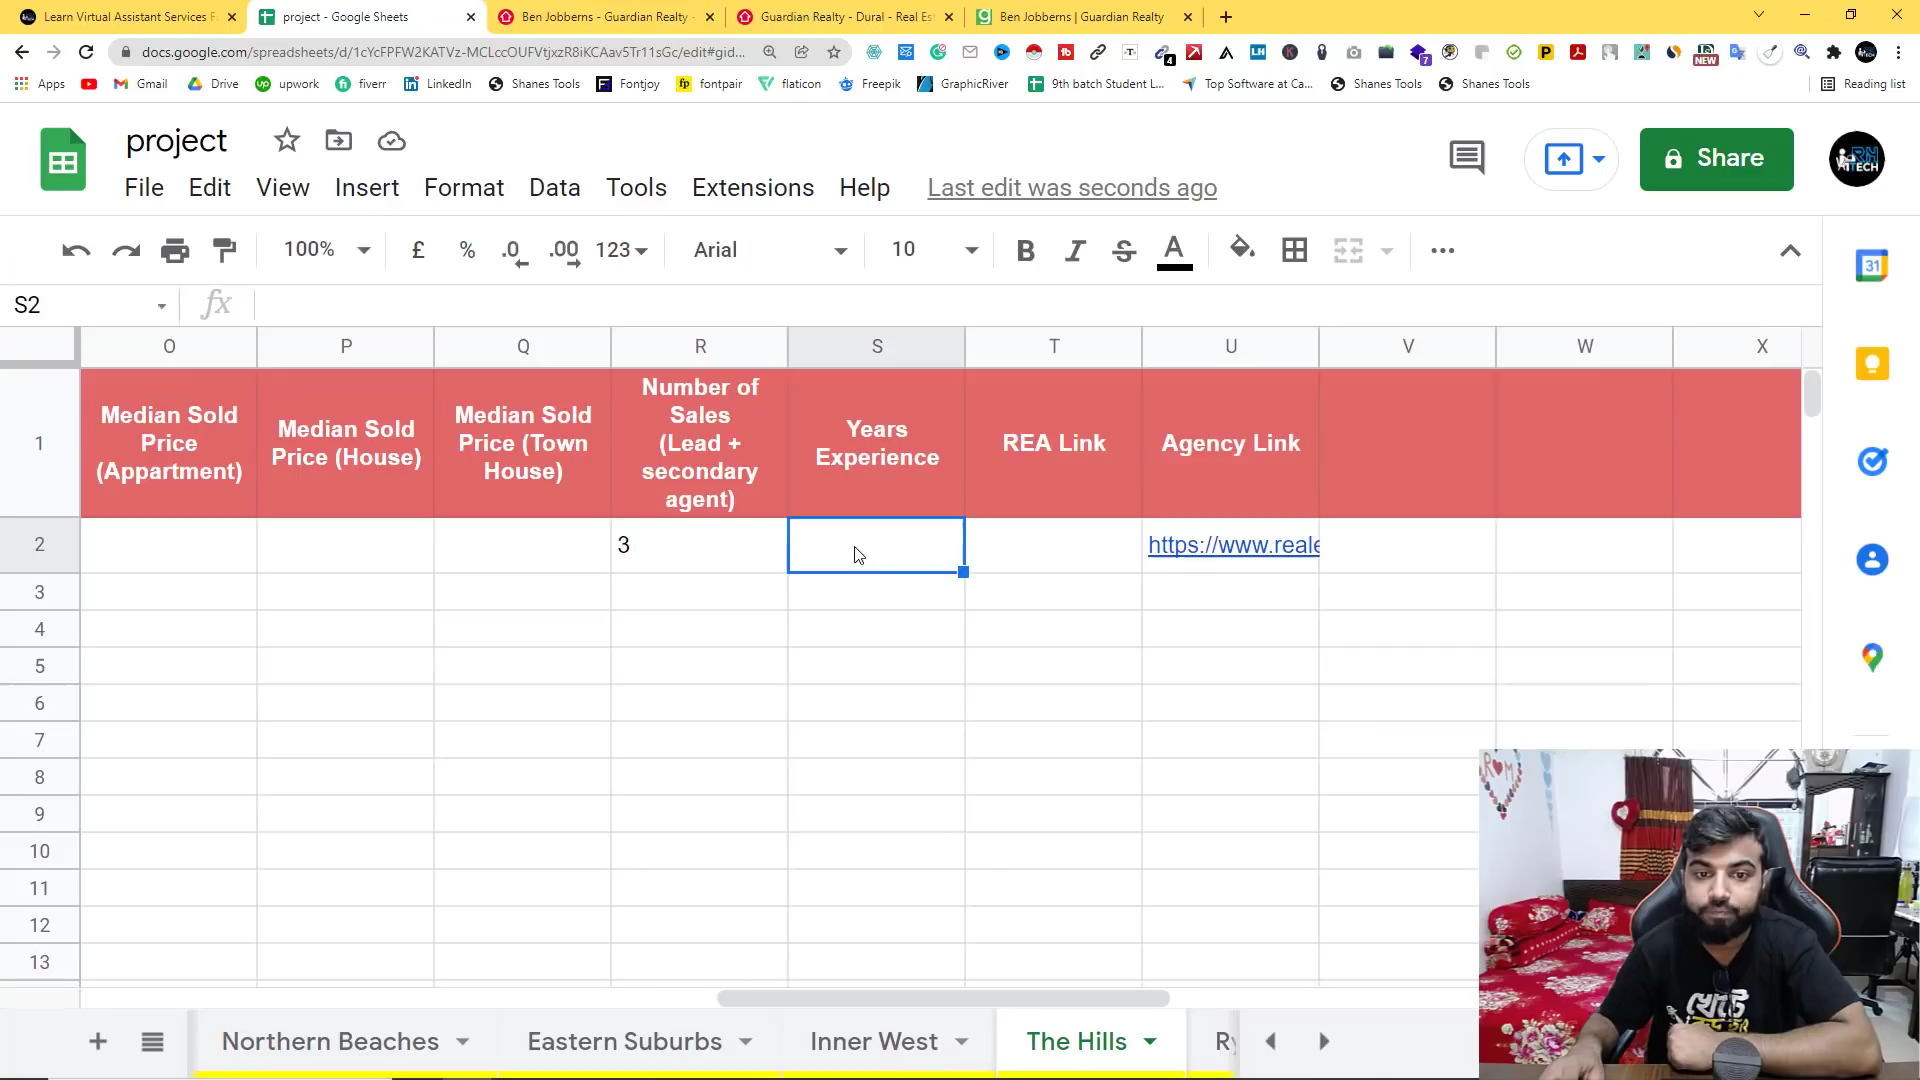 Learn Virtual Assistant Services F
project - Google Sheets
Ben Jobberns - Guardian Realty -
Guardian Realty - Dural - Real Es
Ben Jobberns | Guardian Realty
docs.google.com/spreadsheets/d/1cYcFPFW2KATVz-MCLccOUFVtjxzR8iKCAav5Tr11sGc/edit#gid...
Apps
Gmail
Drive
upwork
fiverr
LinkedIn
Shanes Tools
Fontjoy
fontpair
flaticon
Freepik
GraphicRiver
9th batch Student L...
Top Software at Ca...
Shanes Tools
Shanes Tools
Reading list
project
Share
File Edit View Insert Format Data Tools Extensions Help Last edit was seconds ago
100% £ % .0 .00 123 Arial 10 B I S A
S2 fx
O P Q R S T U V W X
1
Median Sold
Price
(Appartment)
Median Sold
Price (House)
Median Sold
Price (Town
House)
Number of
Sales
(Lead +
secondary
agent)
Years
Experience
REA Link
Agency Link
2 3 https://www.reale
3
4
5
6
7
8
9
10
11
12
13
Northern Beaches Eastern Suburbs Inner West The Hills Ry